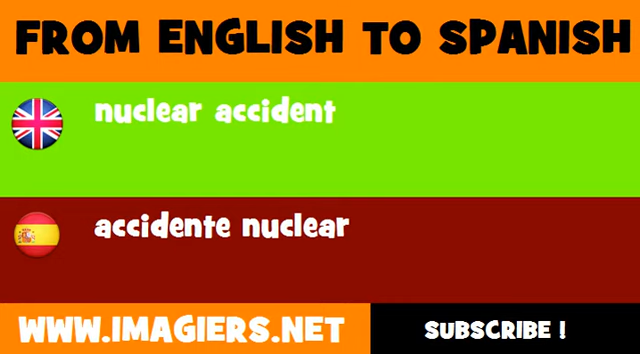 FROM ENGLISH TO SPANISH
nuclear accident
accidente nuclear
WWW.IMAGIERS.NET
SUBSCRIBE !